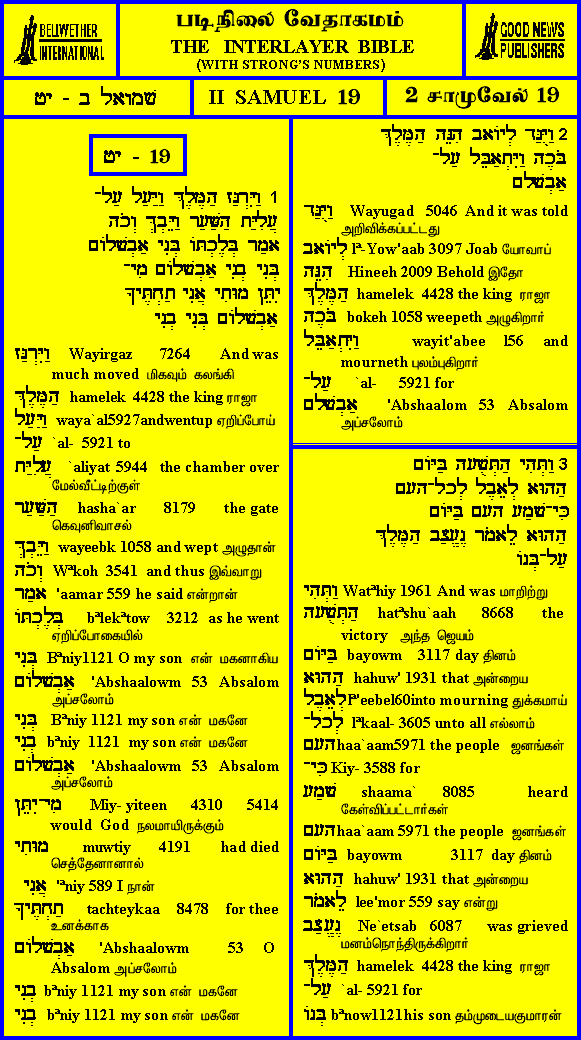 BELLWETHER
INTERNATIONAL
படிநிலை வேதாகமம்
THE INTERLAYER BIBLE
(WITH STRONG'S NUMBERS)
GOOD NEWS
PUBLISHERS
שמואל ב - יט
II SAMUEL 19
2 சாமுவேல் 19
יט - 19
1 וַיִּרְגַּז הַמֶּלֶךְ וַיַּעַל עַל־
עֲלִיַּת הַשַּׁעַר וַיֵּבְךְּ וְכֹה
אָמַר בְּלֶכְתּוֹ בְּנִי אַבְשָׁלוֹם
בְּנִי בְנִי אַבְשָׁלוֹם מִי־
יִתֵּן מוּתִי אֲנִי תַחְתֶּיךָ
אַבְשָׁלוֹם בְּנִי בְנִי
וַיִּרְגַּז Wayirgaz 7264 And was
much moved மிகவும் கலங்கி
הַמֶּלֶךְ hamelek 4428 the king ராஜா
וַיַּעַל waya`al5927andwentup ஏறிப்போய்
עַל־ `al- 5921 to
עֲלִיַּת `aliyat 5944 the chamber over
மேல்வீட்டிற்குள்
הַשַּׁעַר hasha`ar 8179 the gate
கெவுனிவாசல்
וַיֵּבְךְּ wayeebk 1058 and wept அழுதான்
וְכֹה Wªkoh 3541 and thus இவ்வாறு
אָמַר 'aamar 559 he said என்றான்
בְּלֶכְתּוֹ bªlekªtow 3212 as he went
ஏறிப்போகையில்
בְּנִי Bªniy1121 O my son என் மகனாகிய
אַבְשָׁלוֹם 'Abshaalowm 53 Absalom
அப்சலோம்
בְּנִי Bªniy 1121 my son என் மகனே
בְנִי bªniy 1121 my son என் மகனே
אַבְשָׁלוֹם 'Abshaalowm 53 Absalom
அப்சலோம்
מִי־יִתֵּן Miy- yiteen 4310 5414
would God நலமாயிருக்கும்
מוּתִי muwtiy 4191 had died
செத்தேனானால்
אֲנִי 'ªniy 589 I நான்
תַחְתֶּיךָ tachteykaa 8478 for thee
உனக்காக
אַבְשָׁלוֹם 'Abshaalowm 53 O
Absalom அப்சலோம்
בְּנִי bªniy 1121 my son என் மகனே
בְנִי bªniy 1121 my son என் மகனே
2 וַיֻּגַּד לְיוֹאָב הִנֵּה הַמֶּלֶךְ
בֹּכֶה וַיִּתְאַבֵּל עַל־
אַבְשָׁלֹם
וַיֻּגַּד Wayugad 5046 And it was told
அறிவிக்கப்பட்டது
לְיוֹאָב lª-Yow'aab 3097 Joab யோவாப்
הִנֵּה Hineeh 2009 Behold இதோ
הַמֶּלֶךְ hamelek 4428 the king ராஜா
בֹּכֶה bokeh 1058 weepeth அழுகிறார்
וַיִּתְאַבֵּל wayit'abee l56 and
mourneth புலம்புகிறார்
עַל־ `al- 5921 for
אַבְשָׁלֹם 'Abshaalom 53 Absalom
அப்சலோம்
3 וַתְּהִי הַתְּשֻׁעָה בַּיּוֹם
הַהוּא לְאֵבֶל לְכָל־הָעָם
כִּי־שָׁמַע הָעָם בַּיּוֹם
הַהוּא לֵאמֹר נֶעֱצַב הַמֶּלֶךְ
עַל־בְּנוֹ
וַתְּהִי Watªhiy 1961 And was மாறிற்று
הַתְּשֻׁעָה hatªshu`aah 8668 the
victory அந்த ஜெயம்
בַּיּוֹם bayowm 3117 day தினம்
הַהוּא hahuw' 1931 that அன்றைய
לְאֵבֶל lª'eebel60into mourning துக்கமாய்
לְכָל־ lªkaal- 3605 unto all எல்லாம்
הָעָם haa`aam5971 the people ஜனங்கள்
כִּי־ Kiy- 3588 for
שָׁמַע shaama` 8085 heard
கேள்விப்பட்டார்கள்
הָעָם haa`aam 5971 the people ஜனங்கள்
בַּיּוֹם bayowm 3117 day தினம்
הַהוּא hahuw' 1931 that அன்றைய
לֵאמֹר lee'mor 559 say என்று
נֶעֱצַב Ne`etsab 6087 was grieved
மனம்நொந்திருக்கிறார்
הַמֶּלֶךְ hamelek 4428 the king ராஜா
עַל־ `al- 5921 for
בְּנוֹ bªnow1121his son தம்முடையகுமாரன்